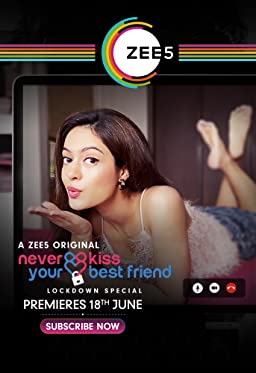 ZEE5
A ZEE5 ORIGINAL
never kiss
your best friend
LOCKDOWN SPECIAL
PREMIERES 18TH JUNE
SUBSCRIBE NOW